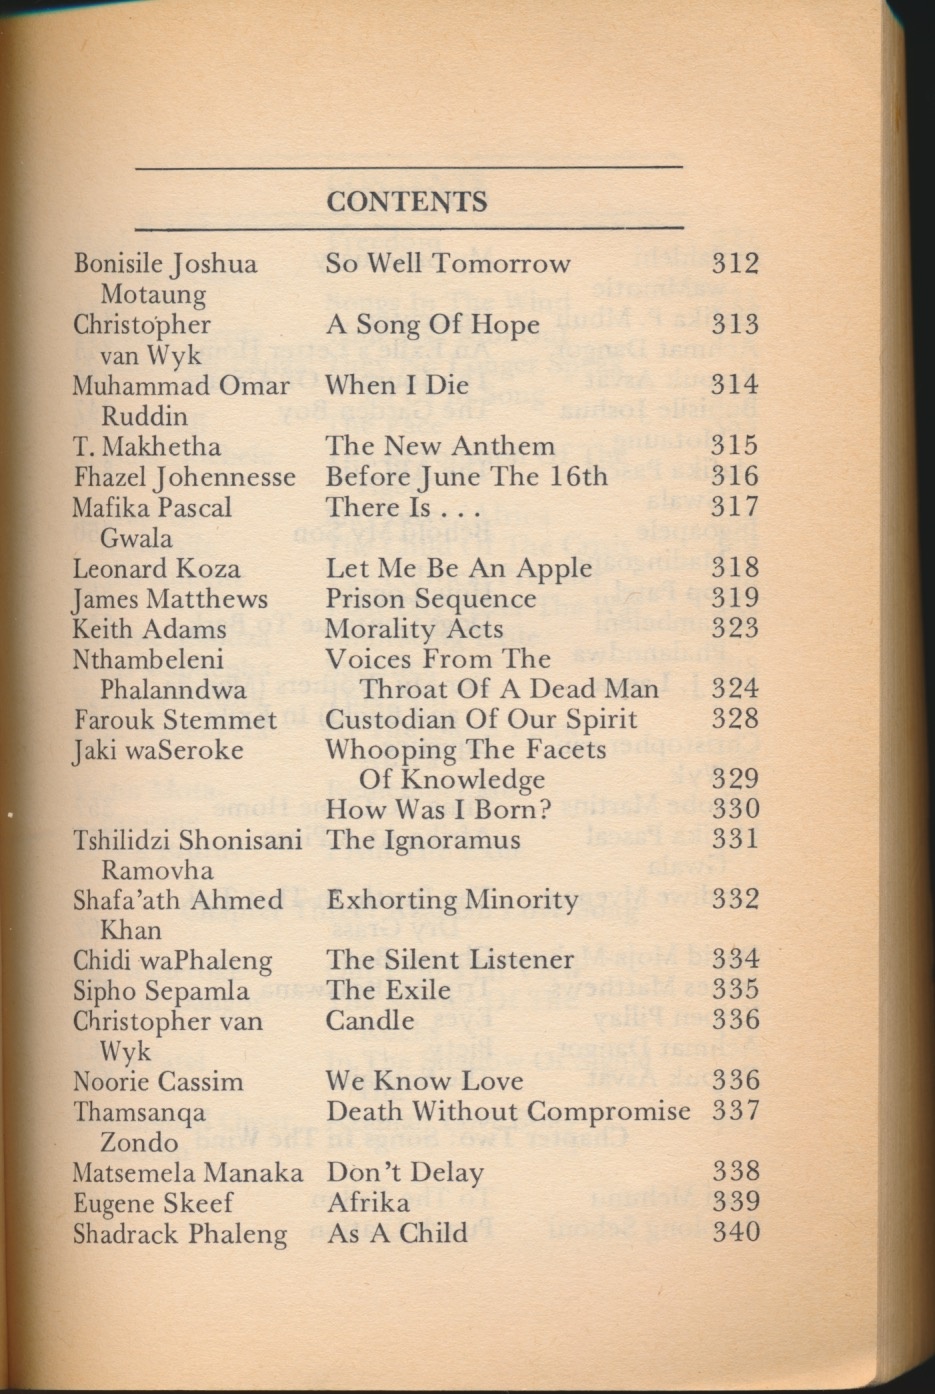 CONTENTS
Bonisile Joshua So Well Tomorrow 312
Motaung
Christopher A Song Of Hope 313
van Wyk
Muhammad Omar When I Die 314
Ruddin
T. Makhetha The New Anthem 315
Fhazel Johennesse Before June The 16th 316
Mafika Pascal There Is . . . 317
Gwala
Leonard Koza Let Me Be An Apple 318
James Matthews Prison Sequence 319
Keith Adams Morality Acts 323
Nthambeleni Voices From The
Phalanndwa Throat Of A Dead Man 324
Farouk Stemmet Custodian Of Our Spirit 328
Jaki waSeroke Whooping The Facets
Of Knowledge 329
How Was I Born? 330
Tshilidzi Shonisani The Ignoramus 331
Ramovha
Shafa'ath Ahmed Exhorting Minority 332
Khan
Chidi waPhaleng The Silent Listener 334
Sipho Sepamla The Exile 335
Christopher van Candle 336
Wyk
Noorie Cassim We Know Love 336
Thamsanqa Death Without Compromise 337
Zondo
Matsemela Manaka Don't Delay 338
Eugene Skeef Afrika 339
Shadrack Phaleng As A Child 340